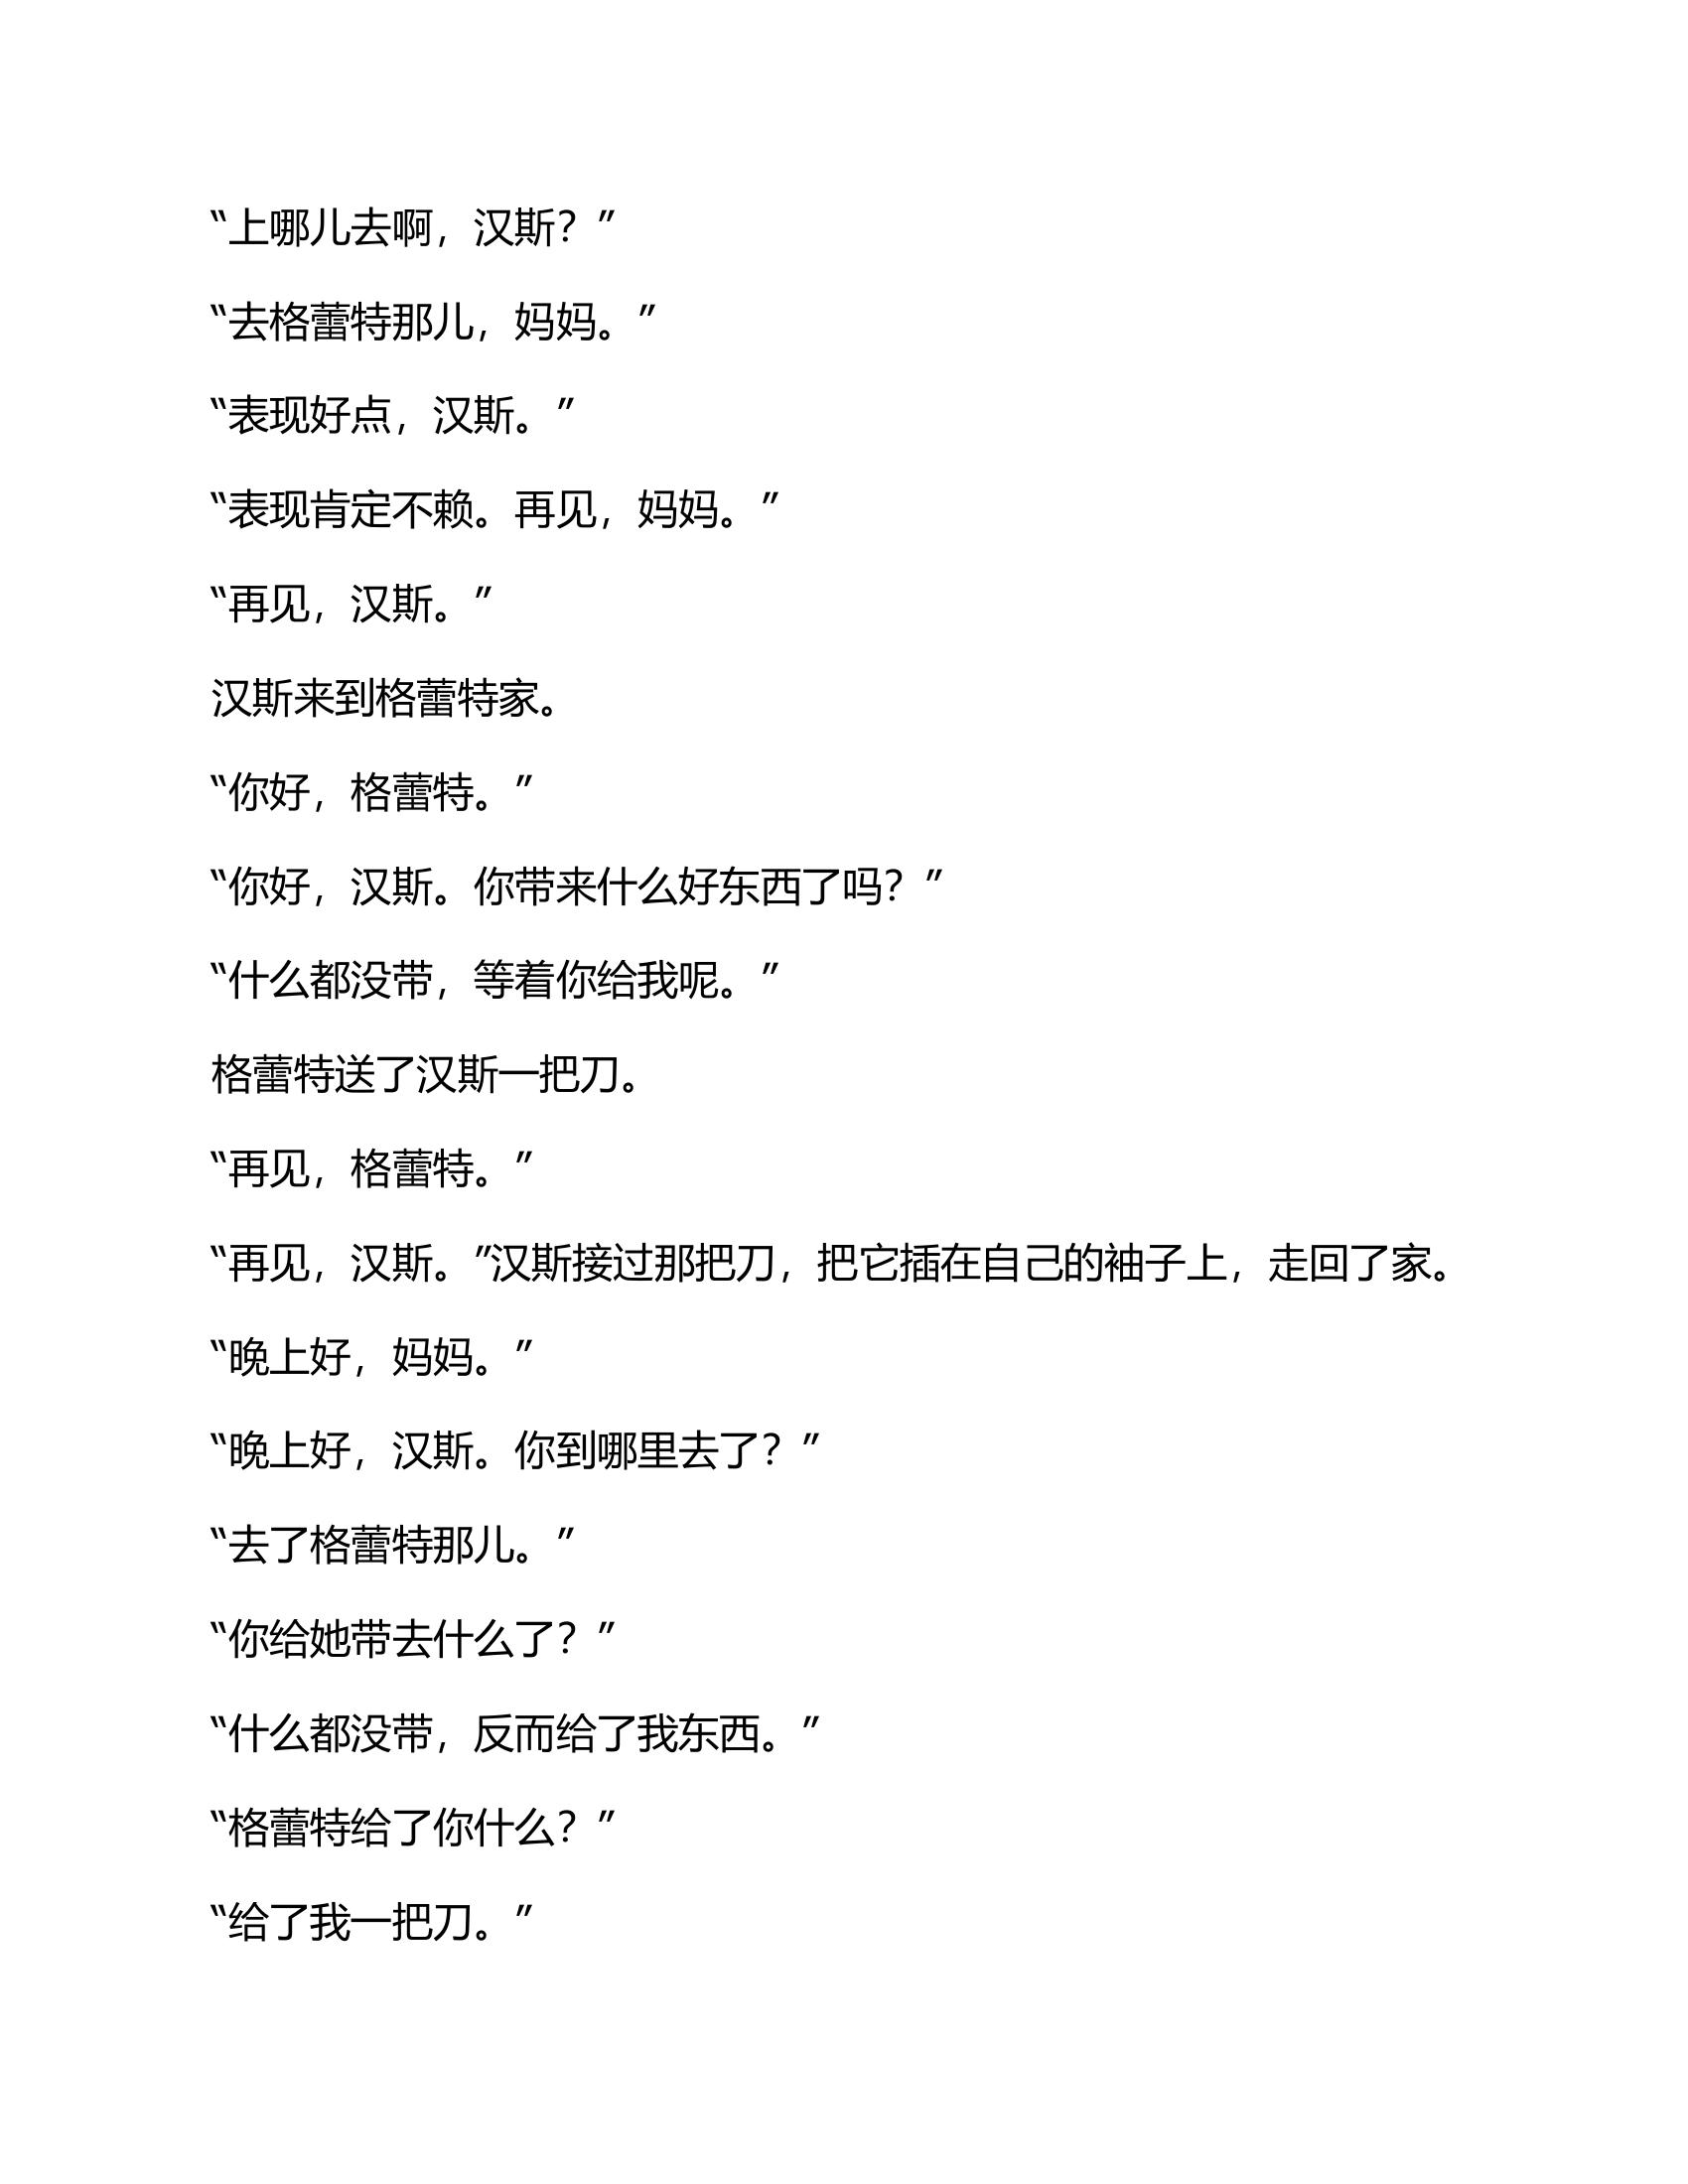 “上哪儿去啊，汉斯？”
“去格蕾特那儿，妈妈。”
“表现好点，汉斯。”
“表现肯定不赖。再见，妈妈。”
“再见，汉斯。”
汉斯来到格蕾特家。
“你好，格蕾特。”
“你好，汉斯。你带来什么好东西了吗？”
“什么都没带，等着你给我呢。”
格蕾特送了汉斯一把刀。
“再见，格蕾特。”
“再见，汉斯。”汉斯接过那把刀，把它插在自己的袖子上，走回了家。
“晚上好，妈妈。”
“晚上好，汉斯。你到哪里去了？”
“去了格蕾特那儿。”
“你给她带去什么了？”
“什么都没带，反而给了我东西。”
“格蕾特给了你什么？”
“给了我一把刀。”